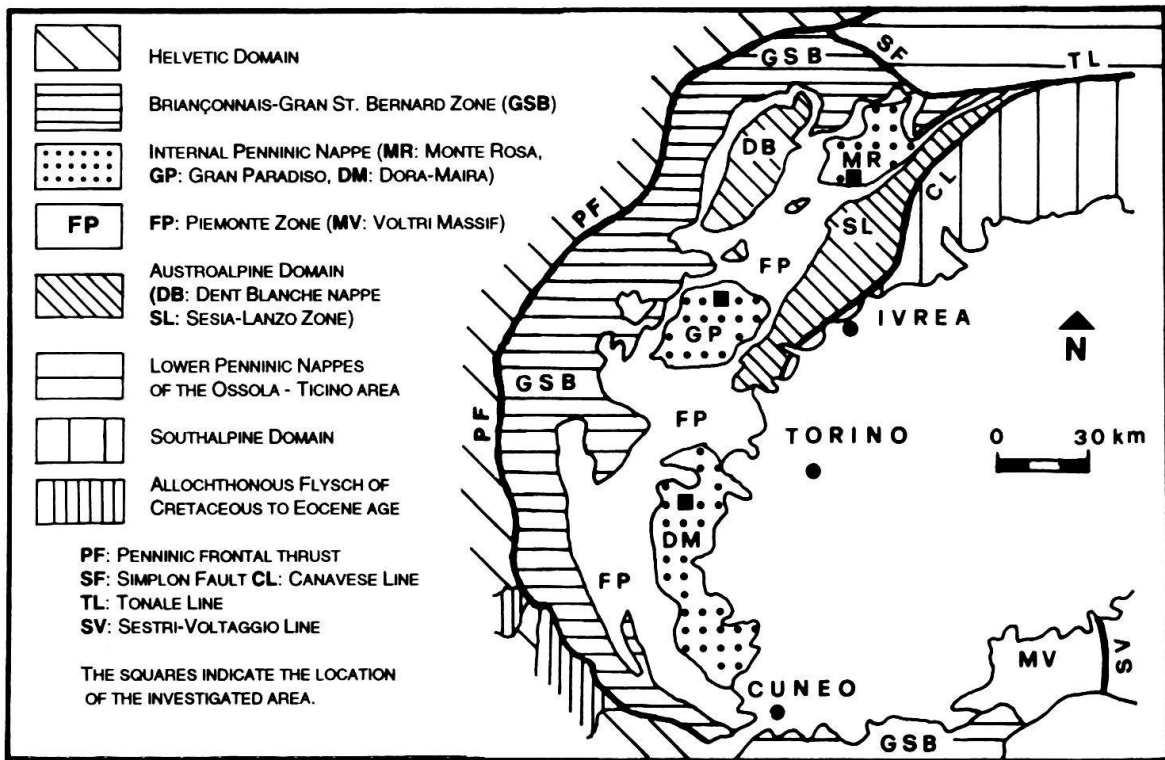 HELVETIC DOMAIN
BRIANÇONNAIS-GRAN ST. BERNARD ZONE (GSB)
INTERNAL PENNINIC NAPPE (MR: MONTE ROSA,
GP: GRAN PARADISO, DM: DORA-MAIRA)
FP
FP: PIEMONTE ZONE (MV: VOLTRI MASSIF)
AUSTROALPINE DOMAIN
(DB: DENT BLANCHE NAPPE
SL: SESIA-LANZO ZONE)
LOWER PENNINIC NAPPES
OF THE OSSOLA - TICINO AREA
SOUTHALPINE DOMAIN
ALLOCHTHONOUS FLYSCH OF
CRETACEOUS TO EOCENE AGE
PF: PENNINIC FRONTAL THRUST
SF: SIMPLON FAULT CL: CANAVESE LINE
TL: TONALE LINE
SV: SESTRI-VOLTAGGIO LINE
THE SQUARES INDICATE THE LOCATION
OF THE INVESTIGATED AREA.
GSB
SF
TL
DB
MR
CL
PF
SL
FP
IVREA
GP
N
GSB
PF
FP
TORINO
0 30 km
DM
FP
MV
SV
CUNEO
GSB